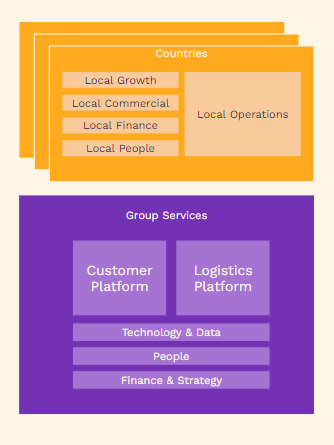 Countries
Local Growth
Local Commercial
Local Finance
Local People
Local Operations
Group Services
Customer
Platform
Logistics
Platform
Technology & Data
People
Finance & Strategy